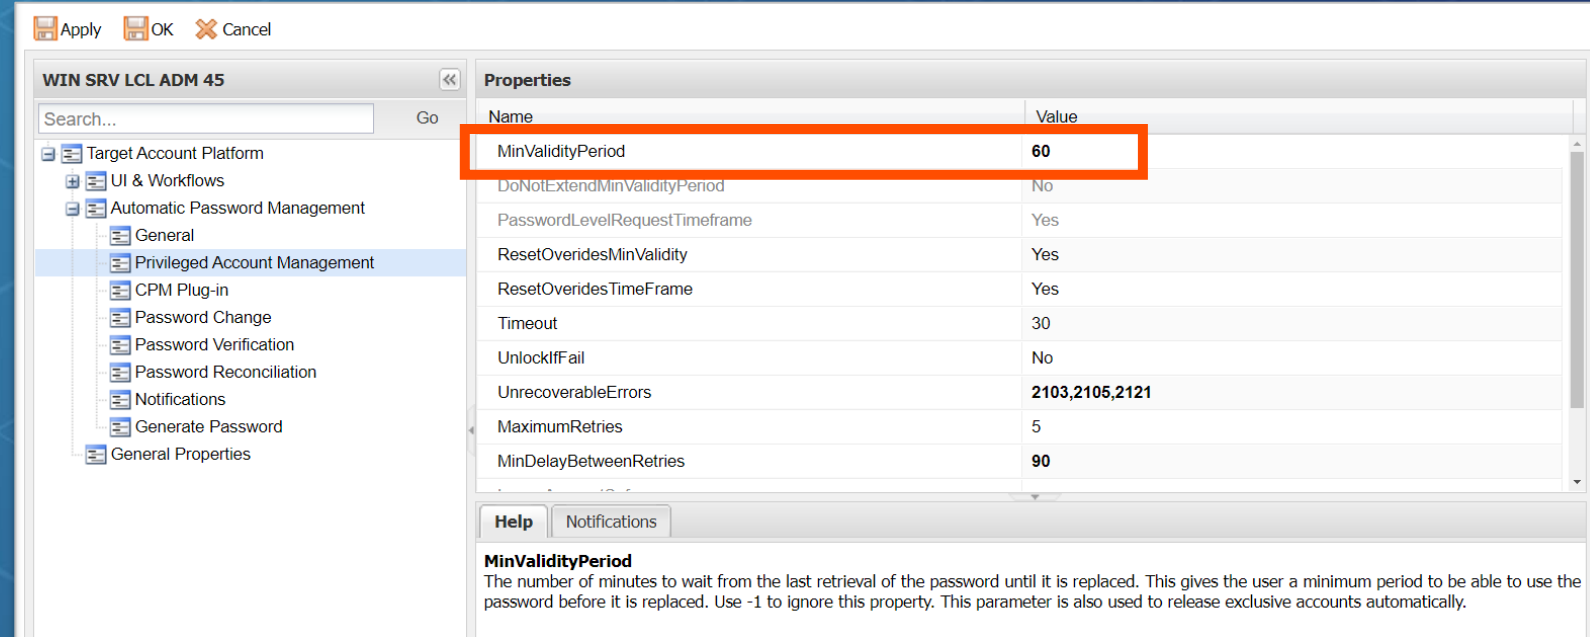 Apply OK Cancel
WIN SRV LCL ADM 45
Search... Go
Target Account Platform
UI & Workflows
Automatic Password Management
General
Privileged Account Management
CPM Plug-in
Password Change
Password Verification
Password Reconciliation
Notifications
Generate Password
General Properties
Properties
Name Value
MinValidityPeriod 60
DoNotExtendMinValidityPeriod No
PasswordLevelRequestTimeframe Yes
ResetOveridesMinValidity Yes
ResetOveridesTimeFrame Yes
Timeout 30
UnlockIfFail No
UnrecoverableErrors 2103,2105,2121
MaximumRetries 5
MinDelayBetweenRetries 90
Help Notifications
MinValidityPeriod
The number of minutes to wait from the last retrieval of the password until it is replaced. This gives the user a minimum period to be able to use the
password before it is replaced. Use -1 to ignore this property. This parameter is also used to release exclusive accounts automatically.